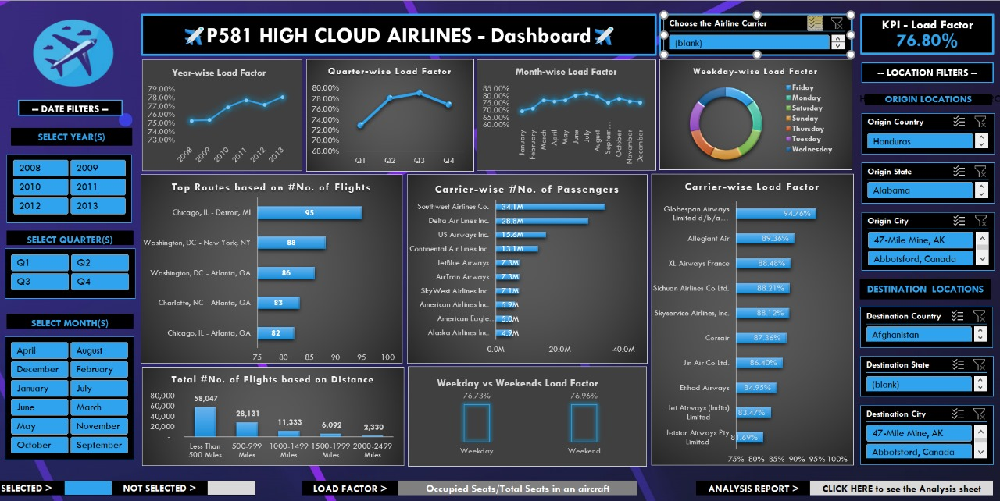 P581 HIGH CLOUD AIRLINES - Dashboard
Choose the Airline Carrier
(blank)
KPI - Load Factor
76.80%
-- DATE FILTERS --
SELECT YEAR(S)
2008
2009
2010
2011
2012
2013
SELECT QUARTER(S)
Q1
Q2
Q3
Q4
SELECT MONTH(S)
April
August
December
February
January
July
June
March
May
November
October
September
Year-wise Load Factor
79.00%
78.00%
77.00%
76.00%
75.00%
74.00%
73.00%
2008
2009
2010
2011
2012
2013
Quarter-wise Load Factor
80.00%
78.00%
76.00%
74.00%
72.00%
70.00%
68.00%
Q1
Q2
Q3
Q4
Month-wise Load Factor
85.00%
80.00%
75.00%
70.00%
65.00%
60.00%
January
February
March
April
May
June
July
August
Septem...
October
November
December
Weekday-wise Load Factor
Friday
Monday
Saturday
Sunday
Thursday
Tuesday
Wednesday
Top Routes based on #No. of Flights
Chicago, IL - Detroit, MI
95
Washington, DC - New York, NY
88
Washington, DC - Atlanta, GA
86
Charlotte, NC - Atlanta, GA
83
Chicago, IL - Atlanta, GA
82
75 80 85 90 95 100
Carrier-wise #No. of Passengers
Southwest Airlines Co.
34.1M
Delta Air Lines Inc.
28.8M
US Airways Inc.
15.6M
Continental Air Lines Inc.
13.1M
JetBlue Airways
7.3M
AirTran Airways...
7.3M
SkyWest Airlines Inc.
7.1M
American Airlines Inc.
5.9M
American Eagle...
5.0M
Alaska Airlines Inc.
4.9M
0.0M 20.0M 40.0M
Carrier-wise Load Factor
Globespan Airways
Limited d/b/a...
94.76%
Allegiant Air
89.36%
XL Airways France
88.48%
Sichuan Airlines Co Ltd.
88.21%
Skyservice Airlines, Inc.
88.12%
Corsair
87.36%
Jin Air Co Ltd.
86.40%
Etihad Airways
84.95%
Jet Airways (India)
Limited
83.47%
Jetstar Airways Pty
Limited
81.69%
75% 80% 85% 90% 95% 100%
Total #No. of Flights based on Distance
80,000
60,000
40,000
20,000
-
58,047
28,131
11,333
6,092
2,330
Less Than
500 Miles
500-999
Miles
1000-1499
Miles
1500-1999
Miles
2000-2499
Miles
Weekday vs Weekends Load Factor
76.73%
76.96%
Weekday
Weekend
-- LOCATION FILTERS --
ORIGIN LOCATIONS
Origin Country
Honduras
Origin State
Alabama
Origin City
47-Mile Mine, AK
Abbotsford, Canada
DESTINATION LOCATIONS
Destination Country
Afghanistan
Destination State
(blank)
Destination City
47-Mile Mine, AK
Abbotsford, Canada
SELECTED >
NOT SELECTED >
LOAD FACTOR >
Occupied Seats/Total Seats in an aircraft
ANALYSIS REPORT >
CLICK HERE to see the Analysis sheet